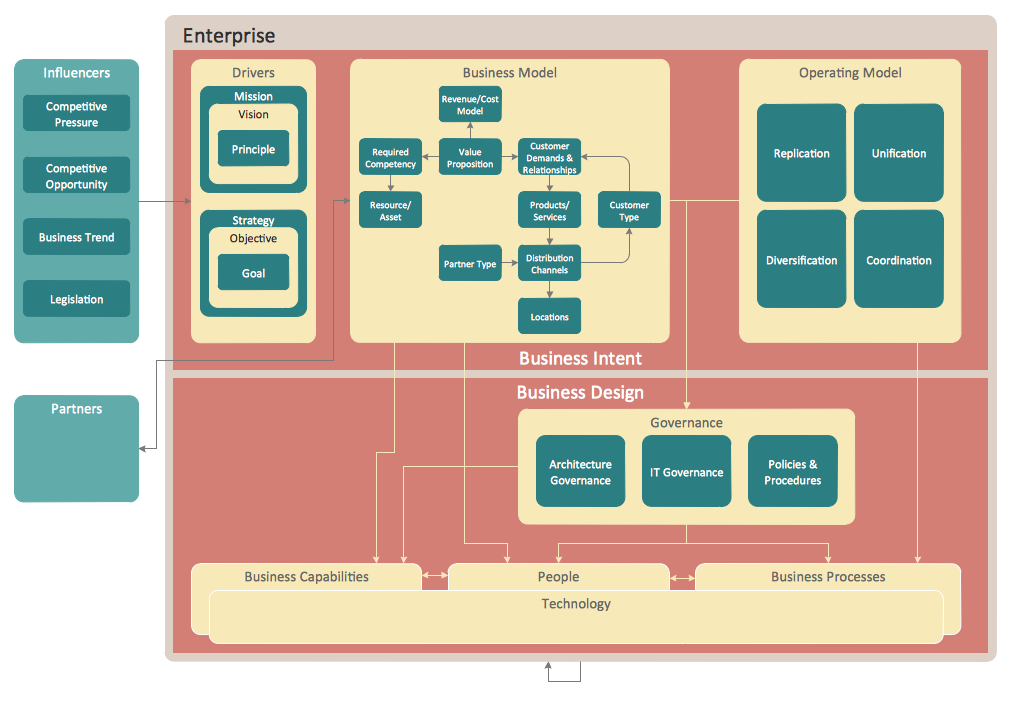 Enterprise
Influencers
Competitive
Pressure
Competitive
Opportunity
Business Trend
Legislation
Partners
Drivers
Mission
Vision
Principle
Strategy
Objective
Goal
Business Model
Revenue/Cost
Model
Required
Competency
Value
Proposition
Customer
Demands &
Relationships
Resource/
Asset
Products/
Services
Customer
Type
Partner Type
Distribution
Channels
Locations
Operating Model
Replication
Unification
Diversification
Coordination
Business Intent
Business Design
Governance
Architecture
Governance
IT Governance
Policies &
Procedures
Business Capabilities
People
Business Processes
Technology